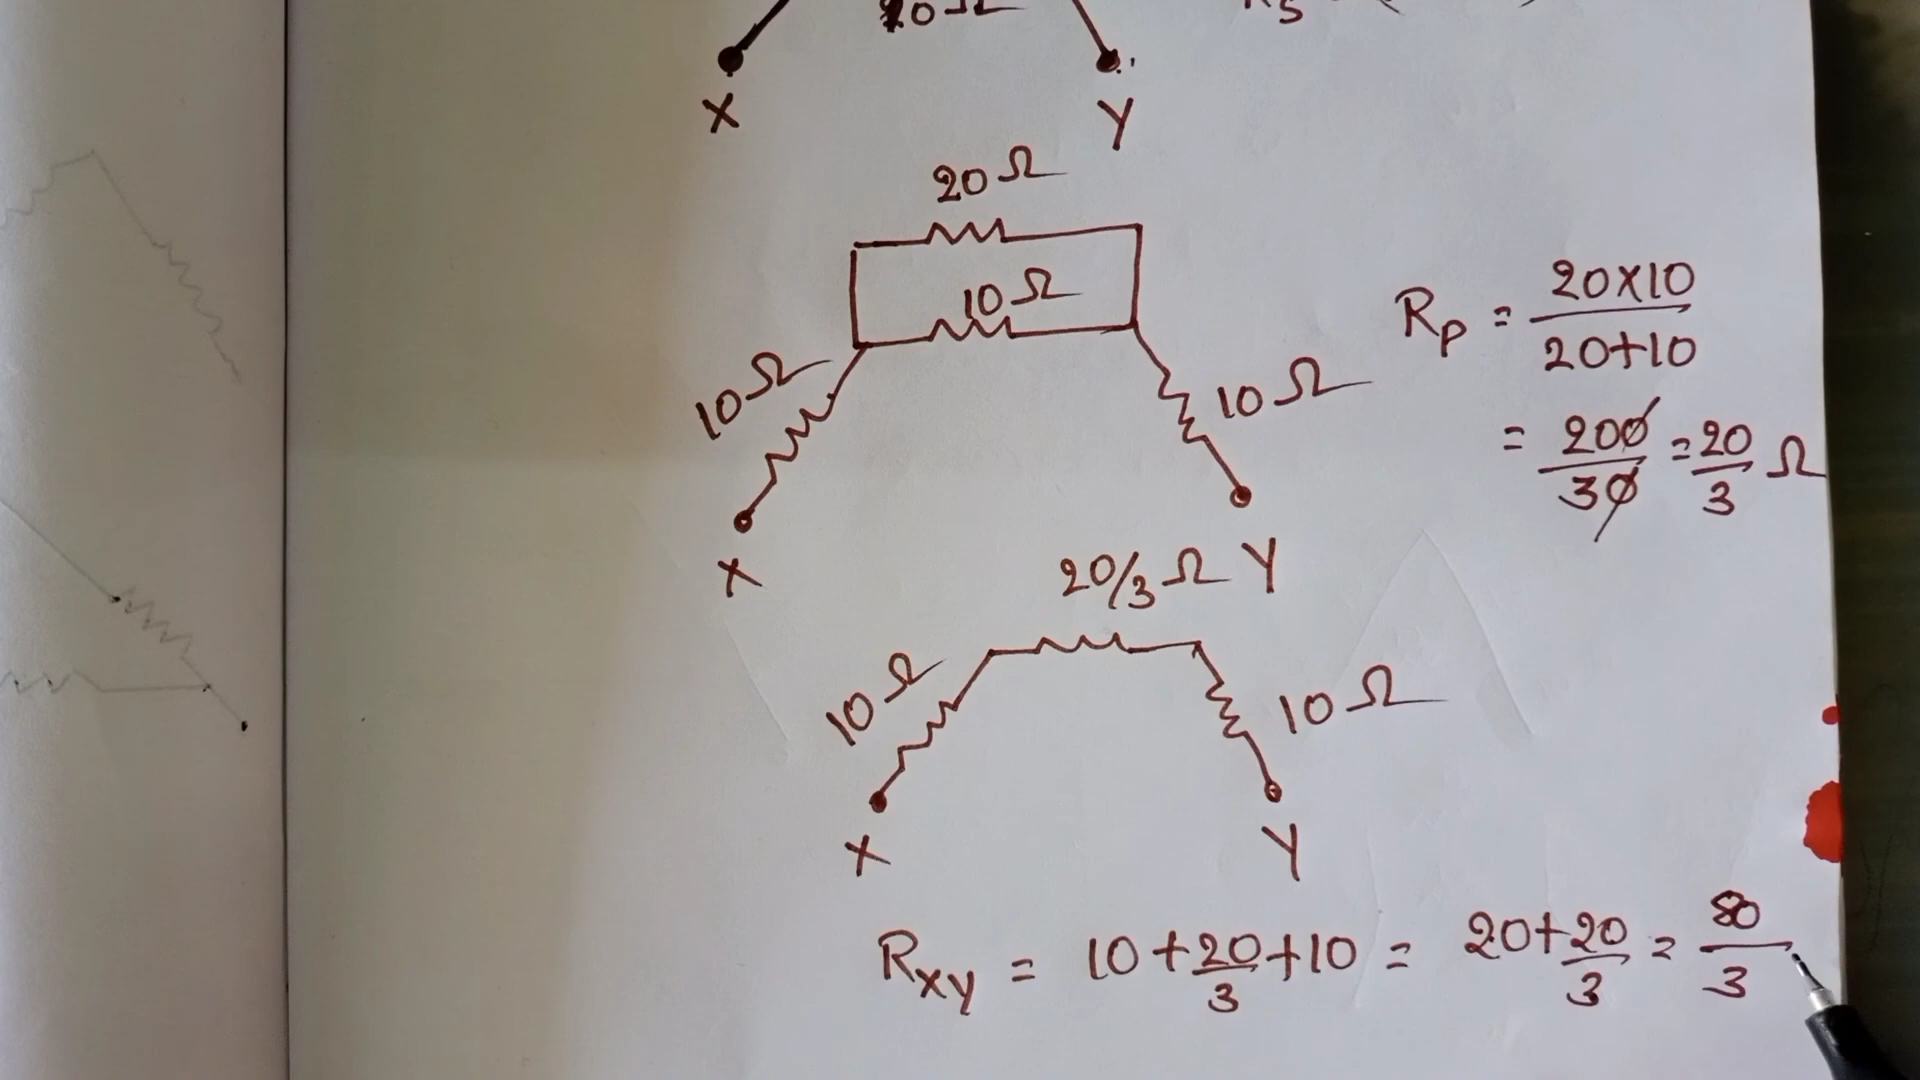 20 Ω
X Y
20 Ω
10 Ω
10 Ω
10 Ω
Rp = 20×10 / 20+10
= 200/30 = 20/3 Ω
X Y
20/3 Ω
10 Ω
10 Ω
X Y
RXY = 10 + 20/3 + 10 = 20 + 20/3 = 80/3